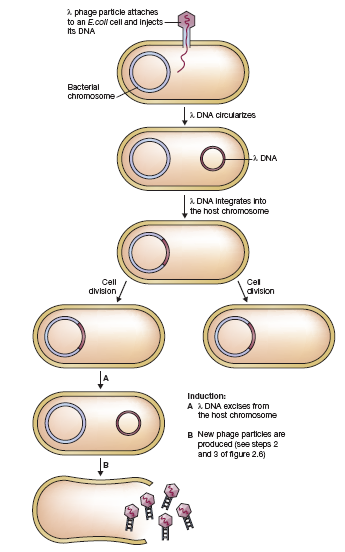 λ phage particle attaches
to an E.coli cell and injects
its DNA
Bacterial
chromosome
λ DNA circularizes
λ DNA
λ DNA integrates into
the host chromosome
Cell
division
Cell
division
A
Induction:
A λ DNA excises from
the host chromosome
B New phage particles are
produced (see steps 2
and 3 of figure 2.6)
B